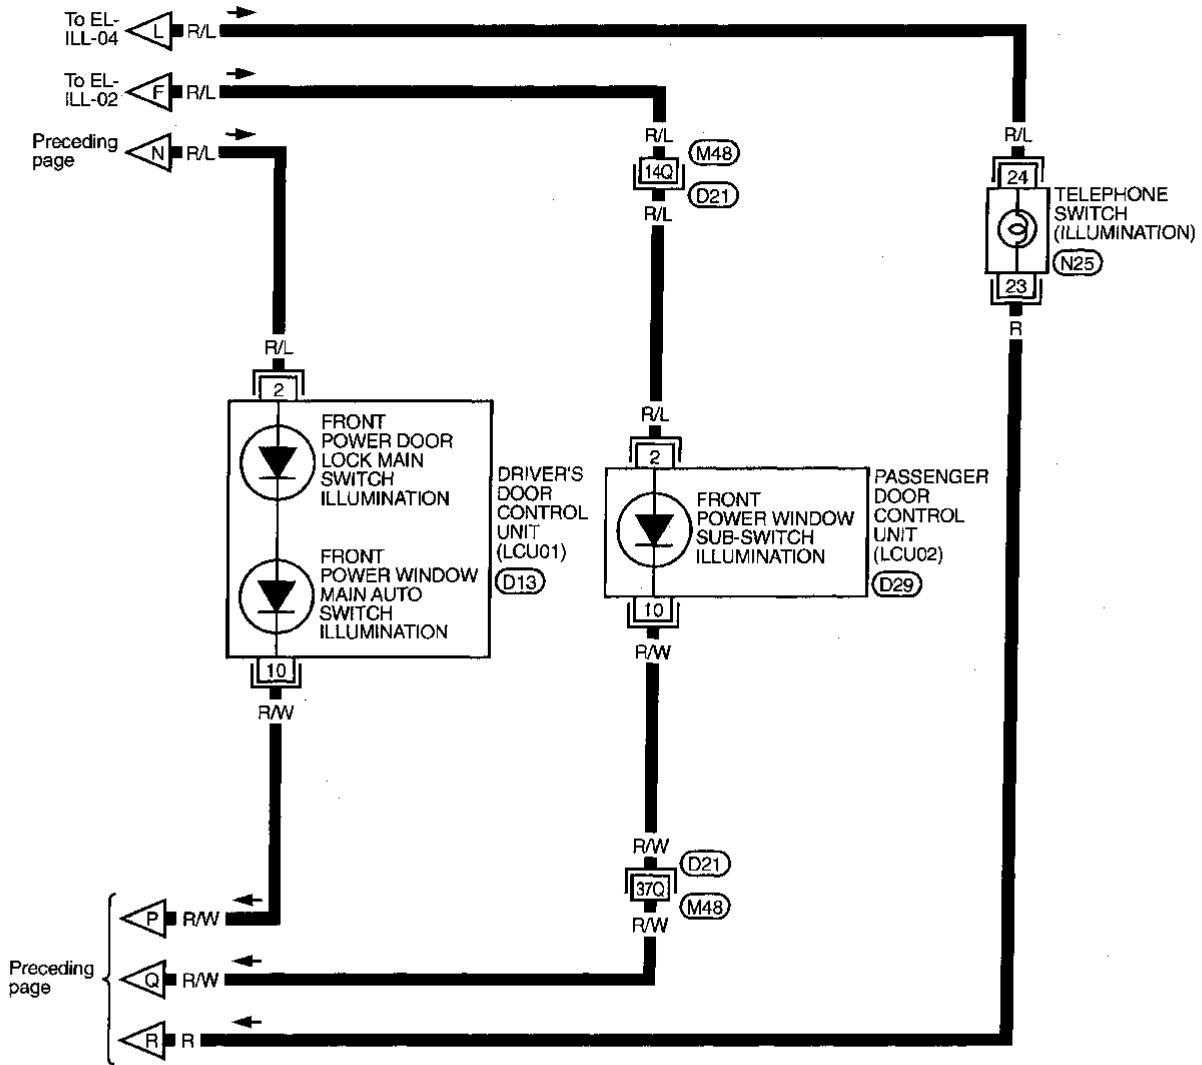 To EL-
ILL-04
L
R/L
To EL-
ILL-02
F
R/L
Preceding
page
N
R/L
R/L
M48
14Q
D21
R/L
R/L
24
TELEPHONE
SWITCH
(ILLUMINATION)
N25
23
R
R/L
2
FRONT
POWER DOOR
LOCK MAIN
SWITCH
ILLUMINATION
FRONT
POWER WINDOW
MAIN AUTO
SWITCH
ILLUMINATION
DRIVER'S
DOOR
CONTROL
UNIT
(LCU01)
D13
10
R/W
R/L
2
FRONT
POWER WINDOW
SUB-SWITCH
ILLUMINATION
PASSENGER
DOOR
CONTROL
UNIT
(LCU02)
D29
10
R/W
R/W
D21
37Q
M48
R/W
Preceding
page
P
R/W
Q
R/W
R
R